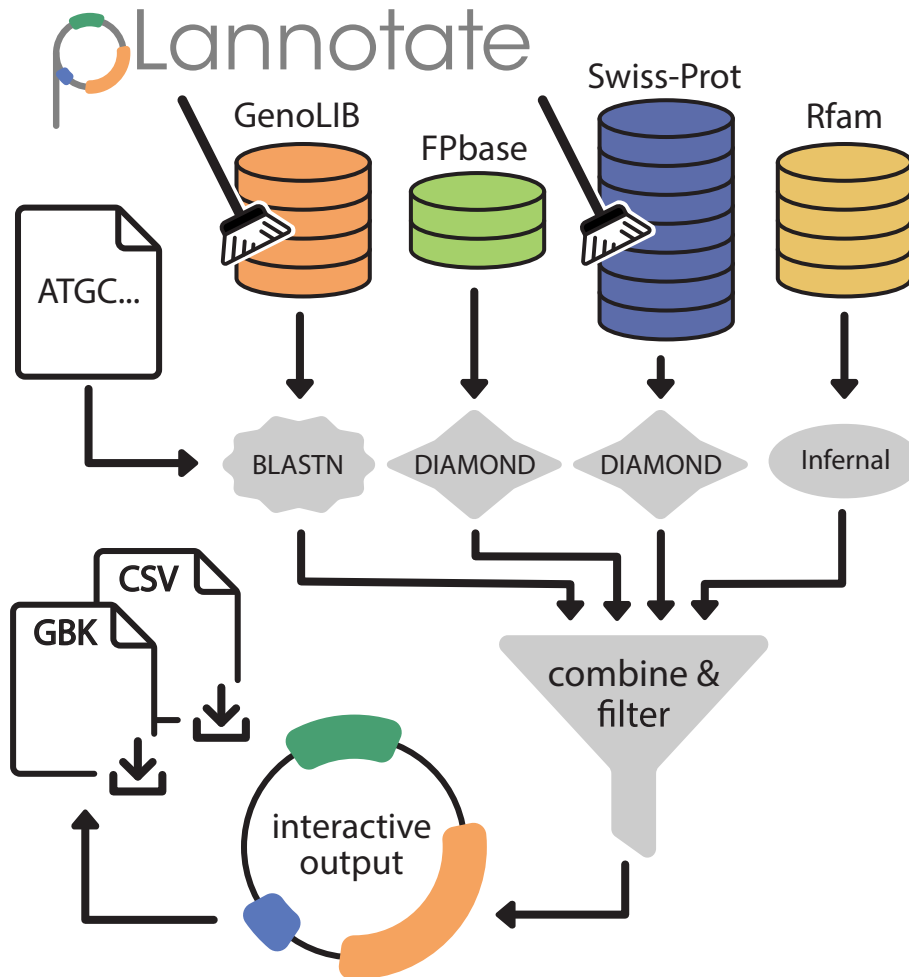 pLannotate
GenoLIB
FPbase
Swiss-Prot
Rfam
ATGC...
BLASTN
DIAMOND
DIAMOND
Infernal
CSV
GBK
combine &
filter
interactive
output